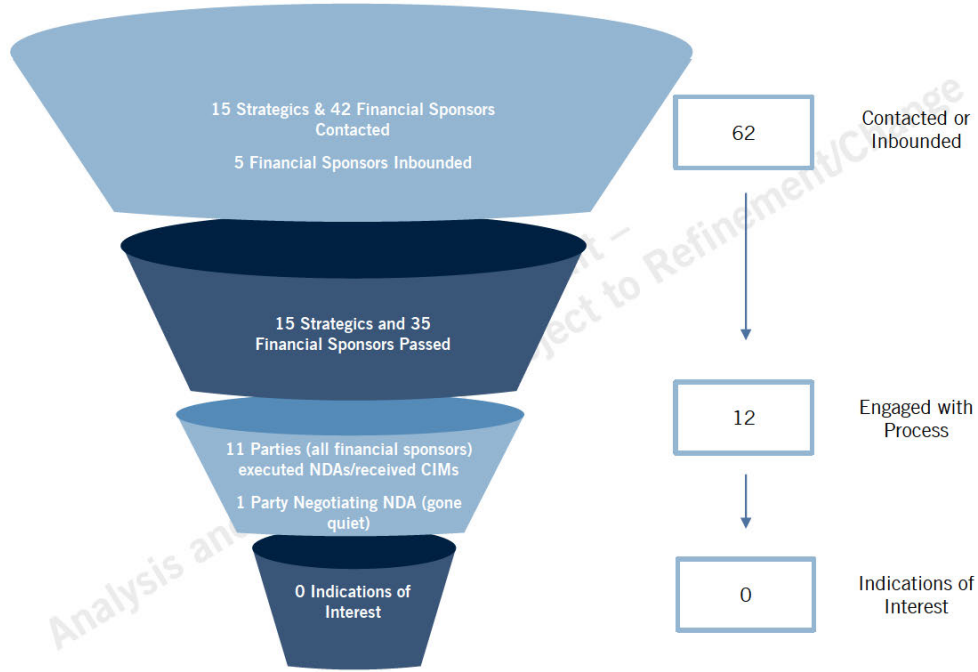 15 Strategics & 42 Financial Sponsors
Contacted
5 Financial Sponsors Inbounded
62
Contacted or
Inbounded
15 Strategics and 35
Financial Sponsors Passed
11 Parties (all financial sponsors)
executed NDAs/received CIMs
1 Party Negotiating NDA (gone
quiet)
12
Engaged with
Process
0 Indications of
Interest
0
Indications of
Interest
Analysis and
to Refinement/Change